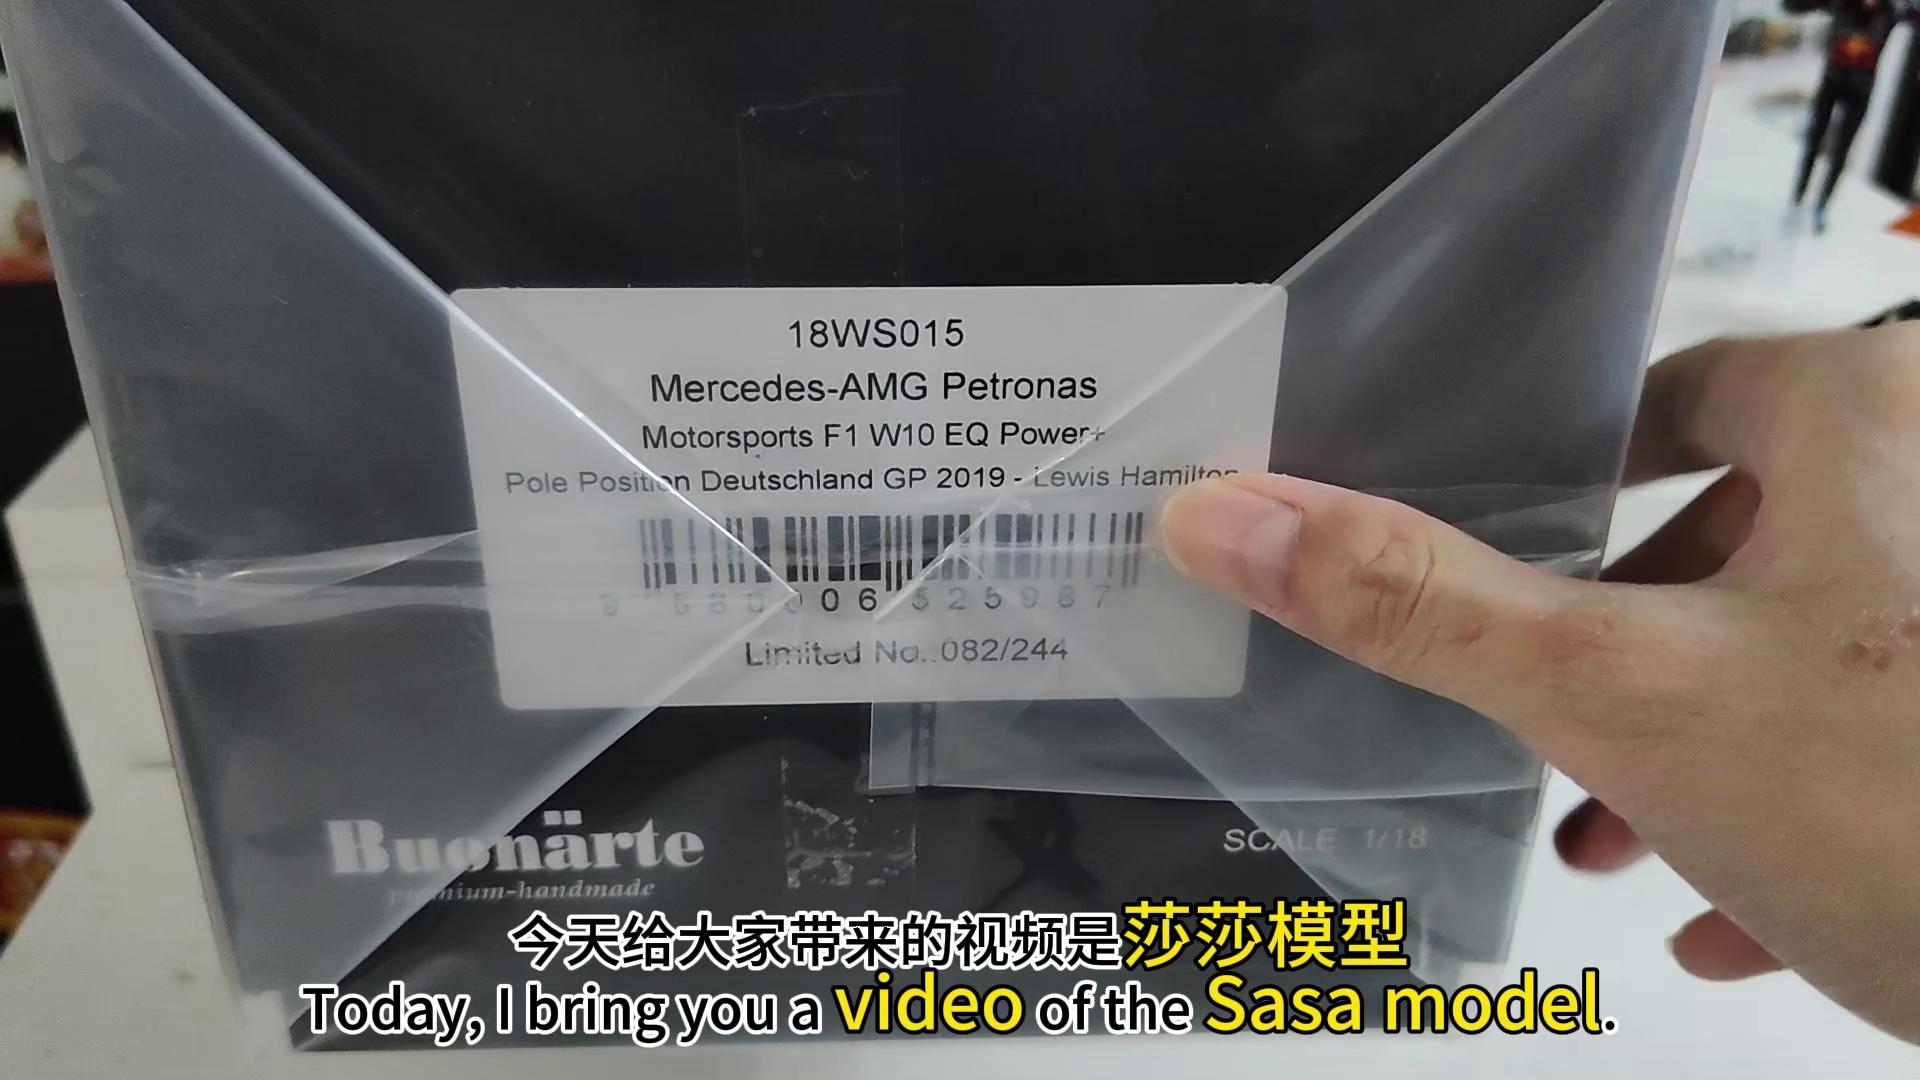 18WS015
Mercedes-AMG Petronas
Motorsports F1 W10 EQ Power+
Pole Position Deutschland GP 2019 - Lewis Hamilton
Limited No..082/244
Buonärte
premium-handmade
SCALE 1/18
今天给大家带来的视频是莎莎模型
Today, I bring you a video of the Sasa model.